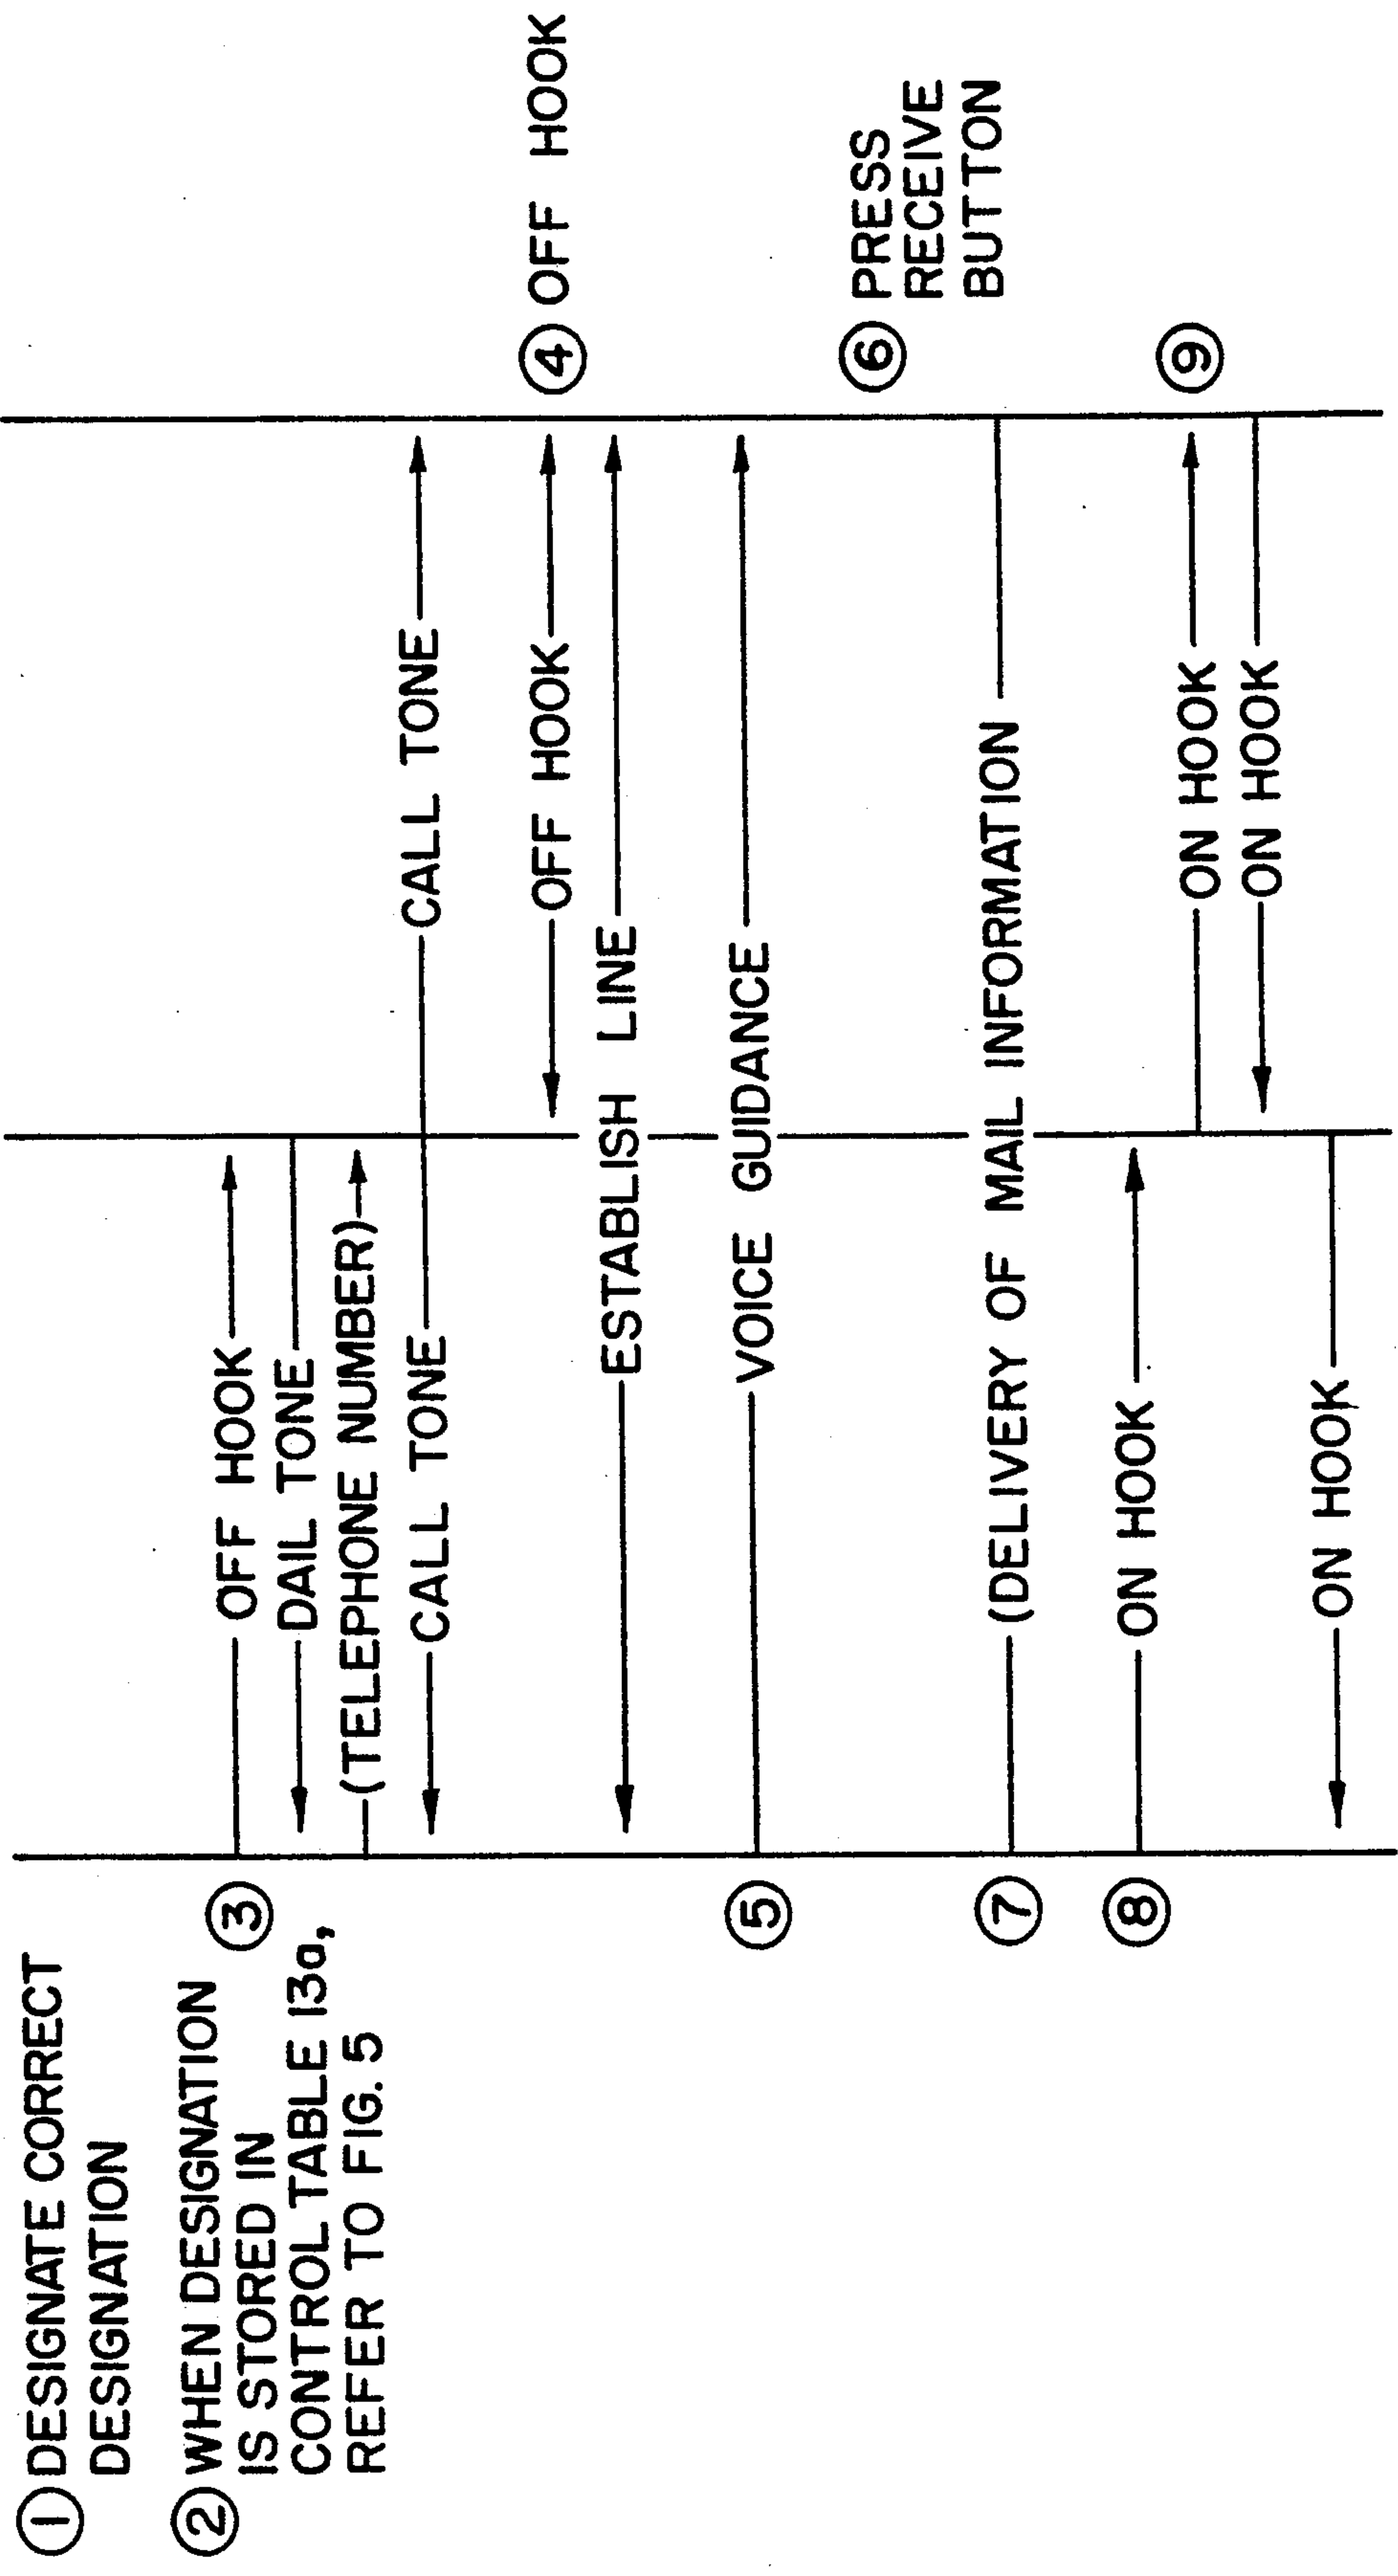 ① DESIGNATE CORRECT
DESIGNATION
② WHEN DESIGNATION
IS STORED IN
CONTROL TABLE 13a,
REFER TO FIG. 5
③
OFF HOOK
DAIL TONE
(TELEPHONE NUMBER)
CALL TONE
CALL TONE
OFF HOOK
④ OFF HOOK
ESTABLISH LINE
⑤
VOICE GUIDANCE
⑥ PRESS
RECEIVE
BUTTON
⑦
(DELIVERY OF MAIL INFORMATION
⑧
ON HOOK
ON HOOK
⑨
ON HOOK
ON HOOK